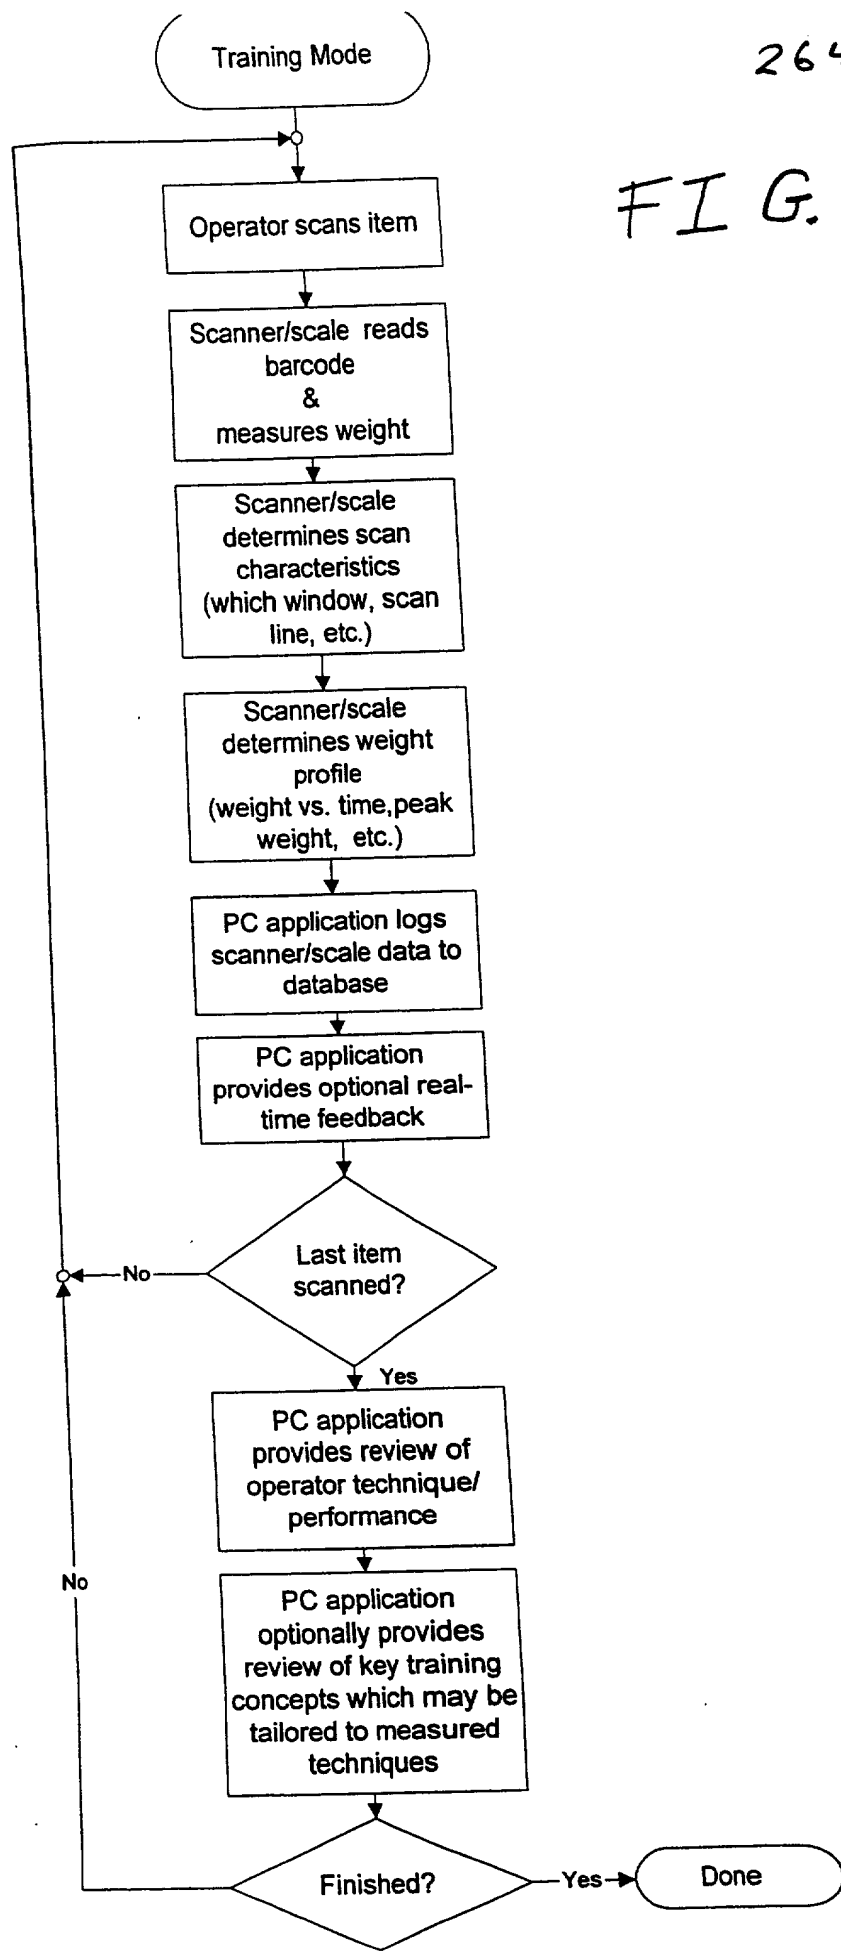 Training Mode
264
FIG.
Operator scans item
Scanner/scale reads
barcode
&
measures weight
Scanner/scale
determines scan
characteristics
(which window, scan
line, etc.)
Scanner/scale
determines weight
profile
(weight vs. time,peak
weight, etc.)
PC application logs
scanner/scale data to
database
PC application
provides optional real-
time feedback
Last item
scanned?
No
Yes
PC application
provides review of
operator technique/
performance
No
PC application
optionally provides
review of key training
concepts which may be
tailored to measured
techniques
Finished?
Yes
Done